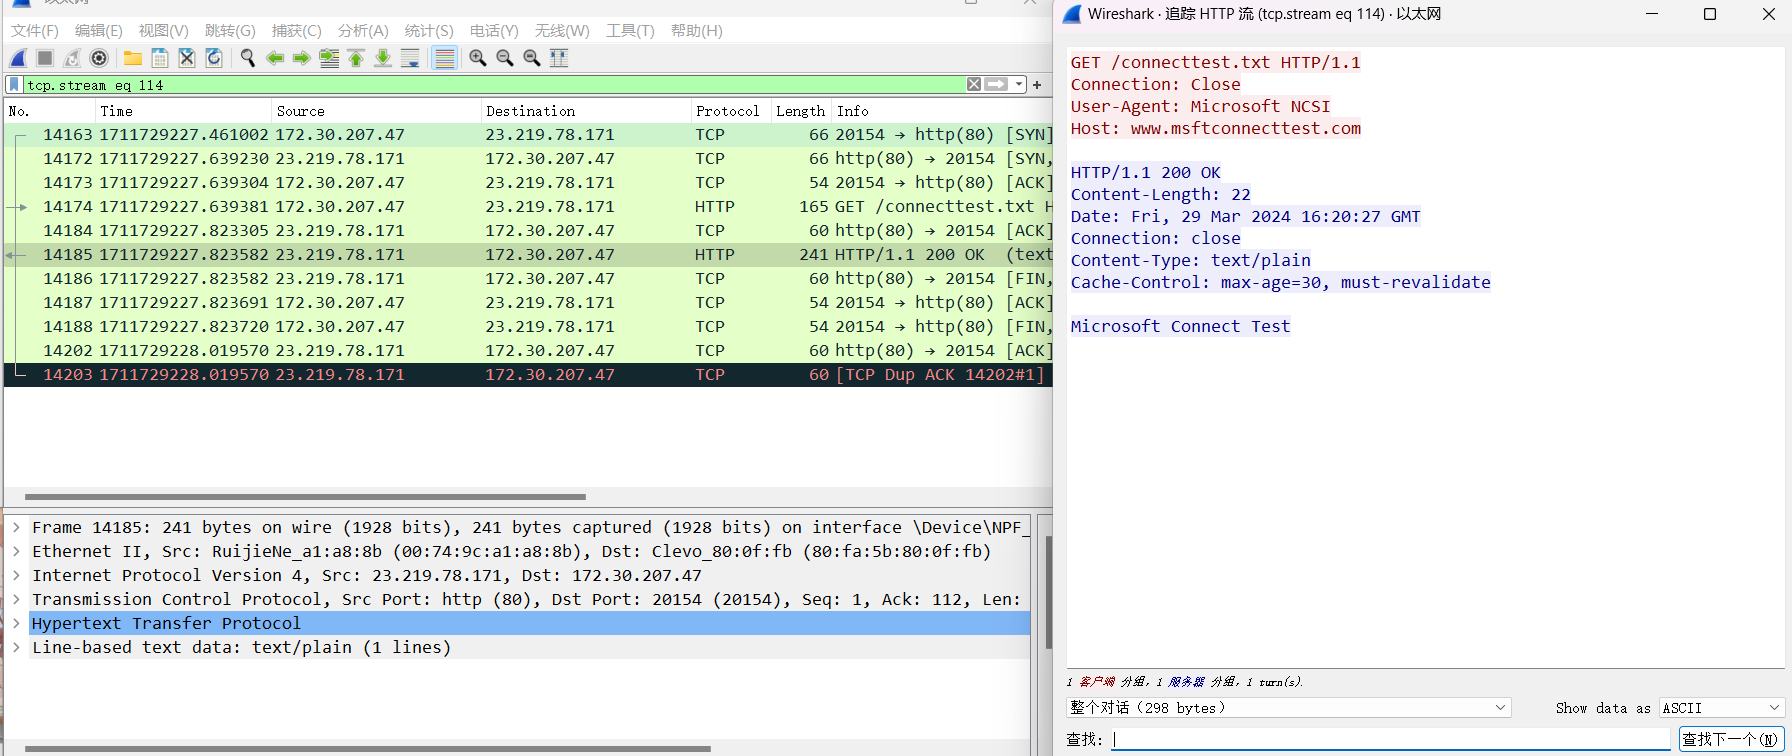 以太网
文件(F) 编辑(E) 视图(V) 跳转(G) 捕获(C) 分析(A) 统计(S) 电话(Y) 无线(W) 工具(T) 帮助(H)
tcp.stream eq 114
No. Time Source Destination Protocol Length Info
14163 1711729227.461002 172.30.207.47 23.219.78.171 TCP 66 20154 → http(80) [SYN]
14172 1711729227.639230 23.219.78.171 172.30.207.47 TCP 66 http(80) → 20154 [SYN,
14173 1711729227.639304 172.30.207.47 23.219.78.171 TCP 54 20154 → http(80) [ACK]
14174 1711729227.639381 172.30.207.47 23.219.78.171 HTTP 165 GET /connecttest.txt H
14184 1711729227.823305 23.219.78.171 172.30.207.47 TCP 60 http(80) → 20154 [ACK]
14185 1711729227.823582 23.219.78.171 172.30.207.47 HTTP 241 HTTP/1.1 200 OK (text
14186 1711729227.823582 23.219.78.171 172.30.207.47 TCP 60 http(80) → 20154 [FIN,
14187 1711729227.823691 172.30.207.47 23.219.78.171 TCP 54 20154 → http(80) [ACK]
14188 1711729227.823720 172.30.207.47 23.219.78.171 TCP 54 20154 → http(80) [FIN,
14202 1711729228.019570 23.219.78.171 172.30.207.47 TCP 60 http(80) → 20154 [ACK]
14203 1711729228.019570 23.219.78.171 172.30.207.47 TCP 60 [TCP Dup ACK 14202#1]
Frame 14185: 241 bytes on wire (1928 bits), 241 bytes captured (1928 bits) on interface \Device\NPF_
Ethernet II, Src: RuijieNe_a1:a8:8b (00:74:9c:a1:a8:8b), Dst: Clevo_80:0f:fb (80:fa:5b:80:0f:fb)
Internet Protocol Version 4, Src: 23.219.78.171, Dst: 172.30.207.47
Transmission Control Protocol, Src Port: http (80), Dst Port: 20154 (20154), Seq: 1, Ack: 112, Len:
Hypertext Transfer Protocol
Line-based text data: text/plain (1 lines)
Wireshark · 追踪 HTTP 流 (tcp.stream eq 114) · 以太网
GET /connecttest.txt HTTP/1.1
Connection: Close
User-Agent: Microsoft NCSI
Host: www.msftconnecttest.com
HTTP/1.1 200 OK
Content-Length: 22
Date: Fri, 29 Mar 2024 16:20:27 GMT
Connection: close
Content-Type: text/plain
Cache-Control: max-age=30, must-revalidate
Microsoft Connect Test
1 客户端 分组, 1 服务器 分组, 1 turn(s).
整个对话 (298 bytes) Show data as ASCII
查找: 查找下一个(N)